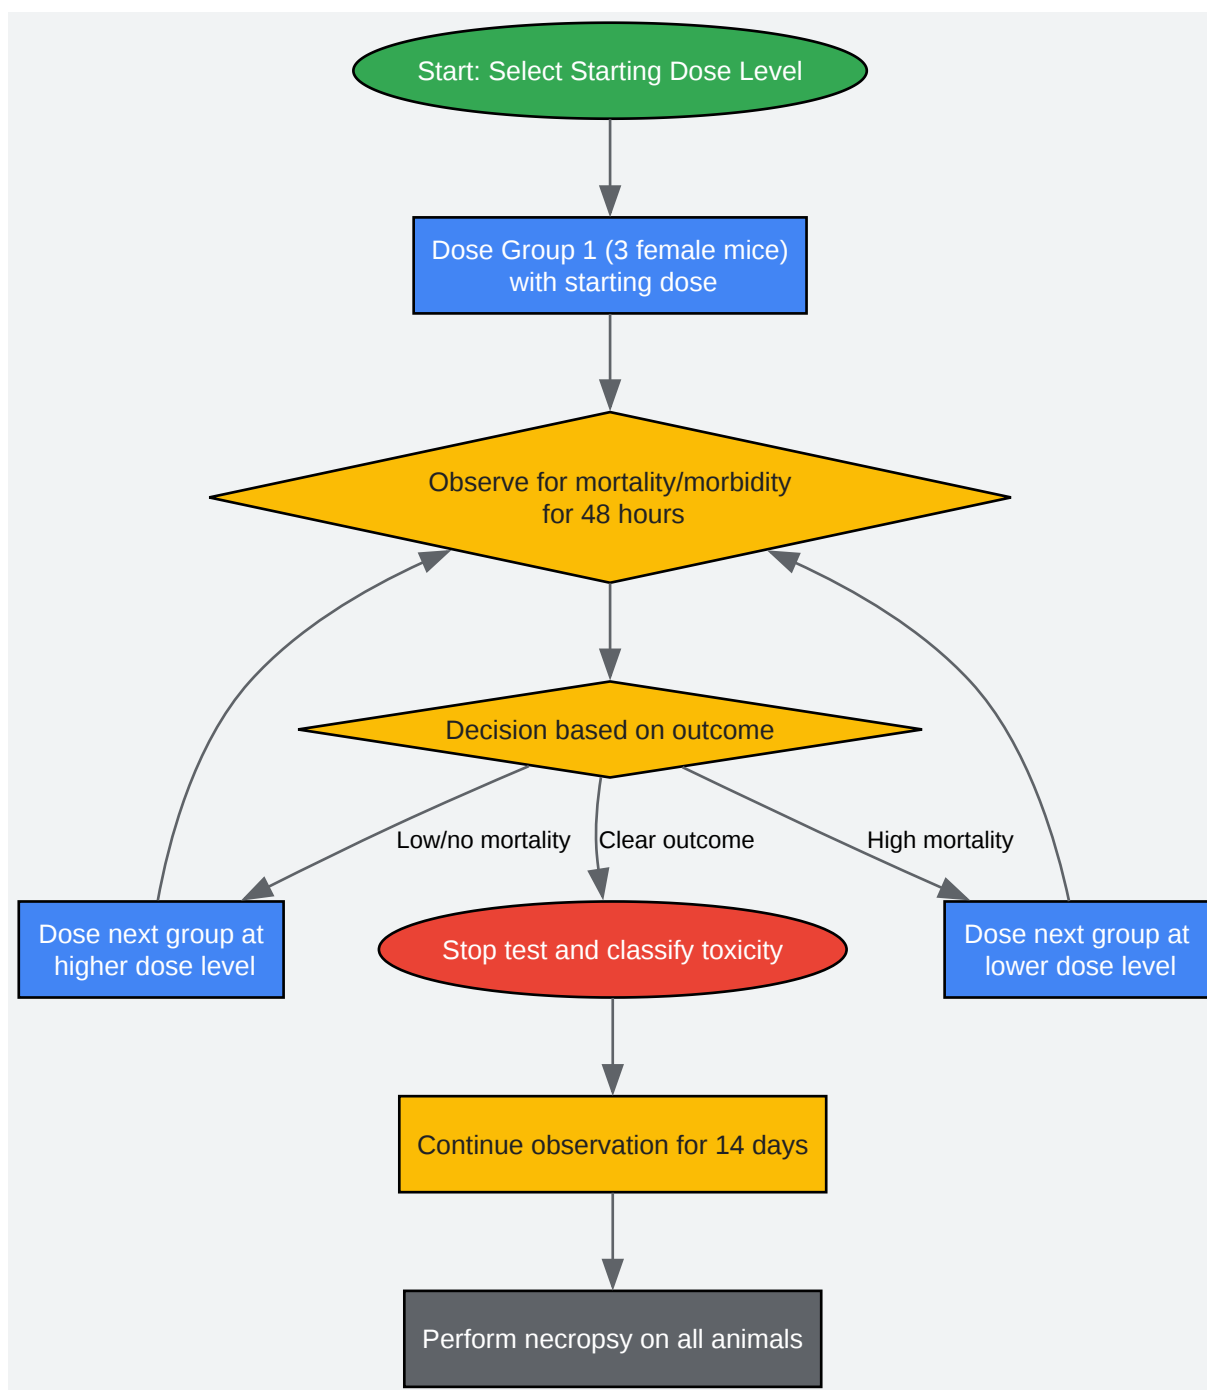 Start: Select Starting Dose Level
Dose Group 1 (3 female mice)
with starting dose
Observe for mortality/morbidity
for 48 hours
Decision based on outcome
Low/no mortality
Clear outcome
High mortality
Dose next group at
higher dose level
Stop test and classify toxicity
Dose next group at
lower dose level
Continue observation for 14 days
Perform necropsy on all animals